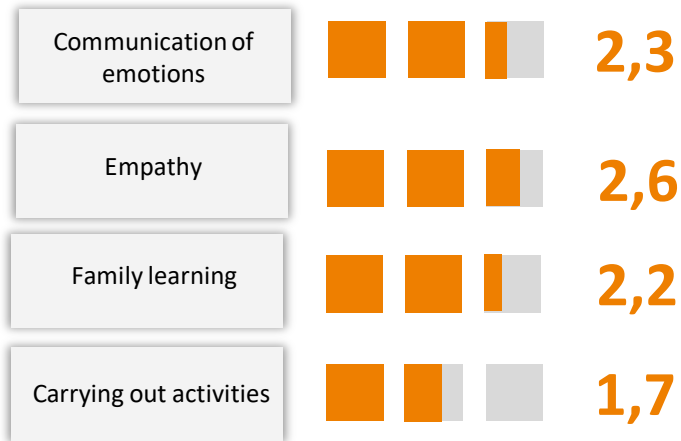 Communication of
emotions
2,3
Empathy
2,6
Family learning
2,2
Carrying out activities
1,7